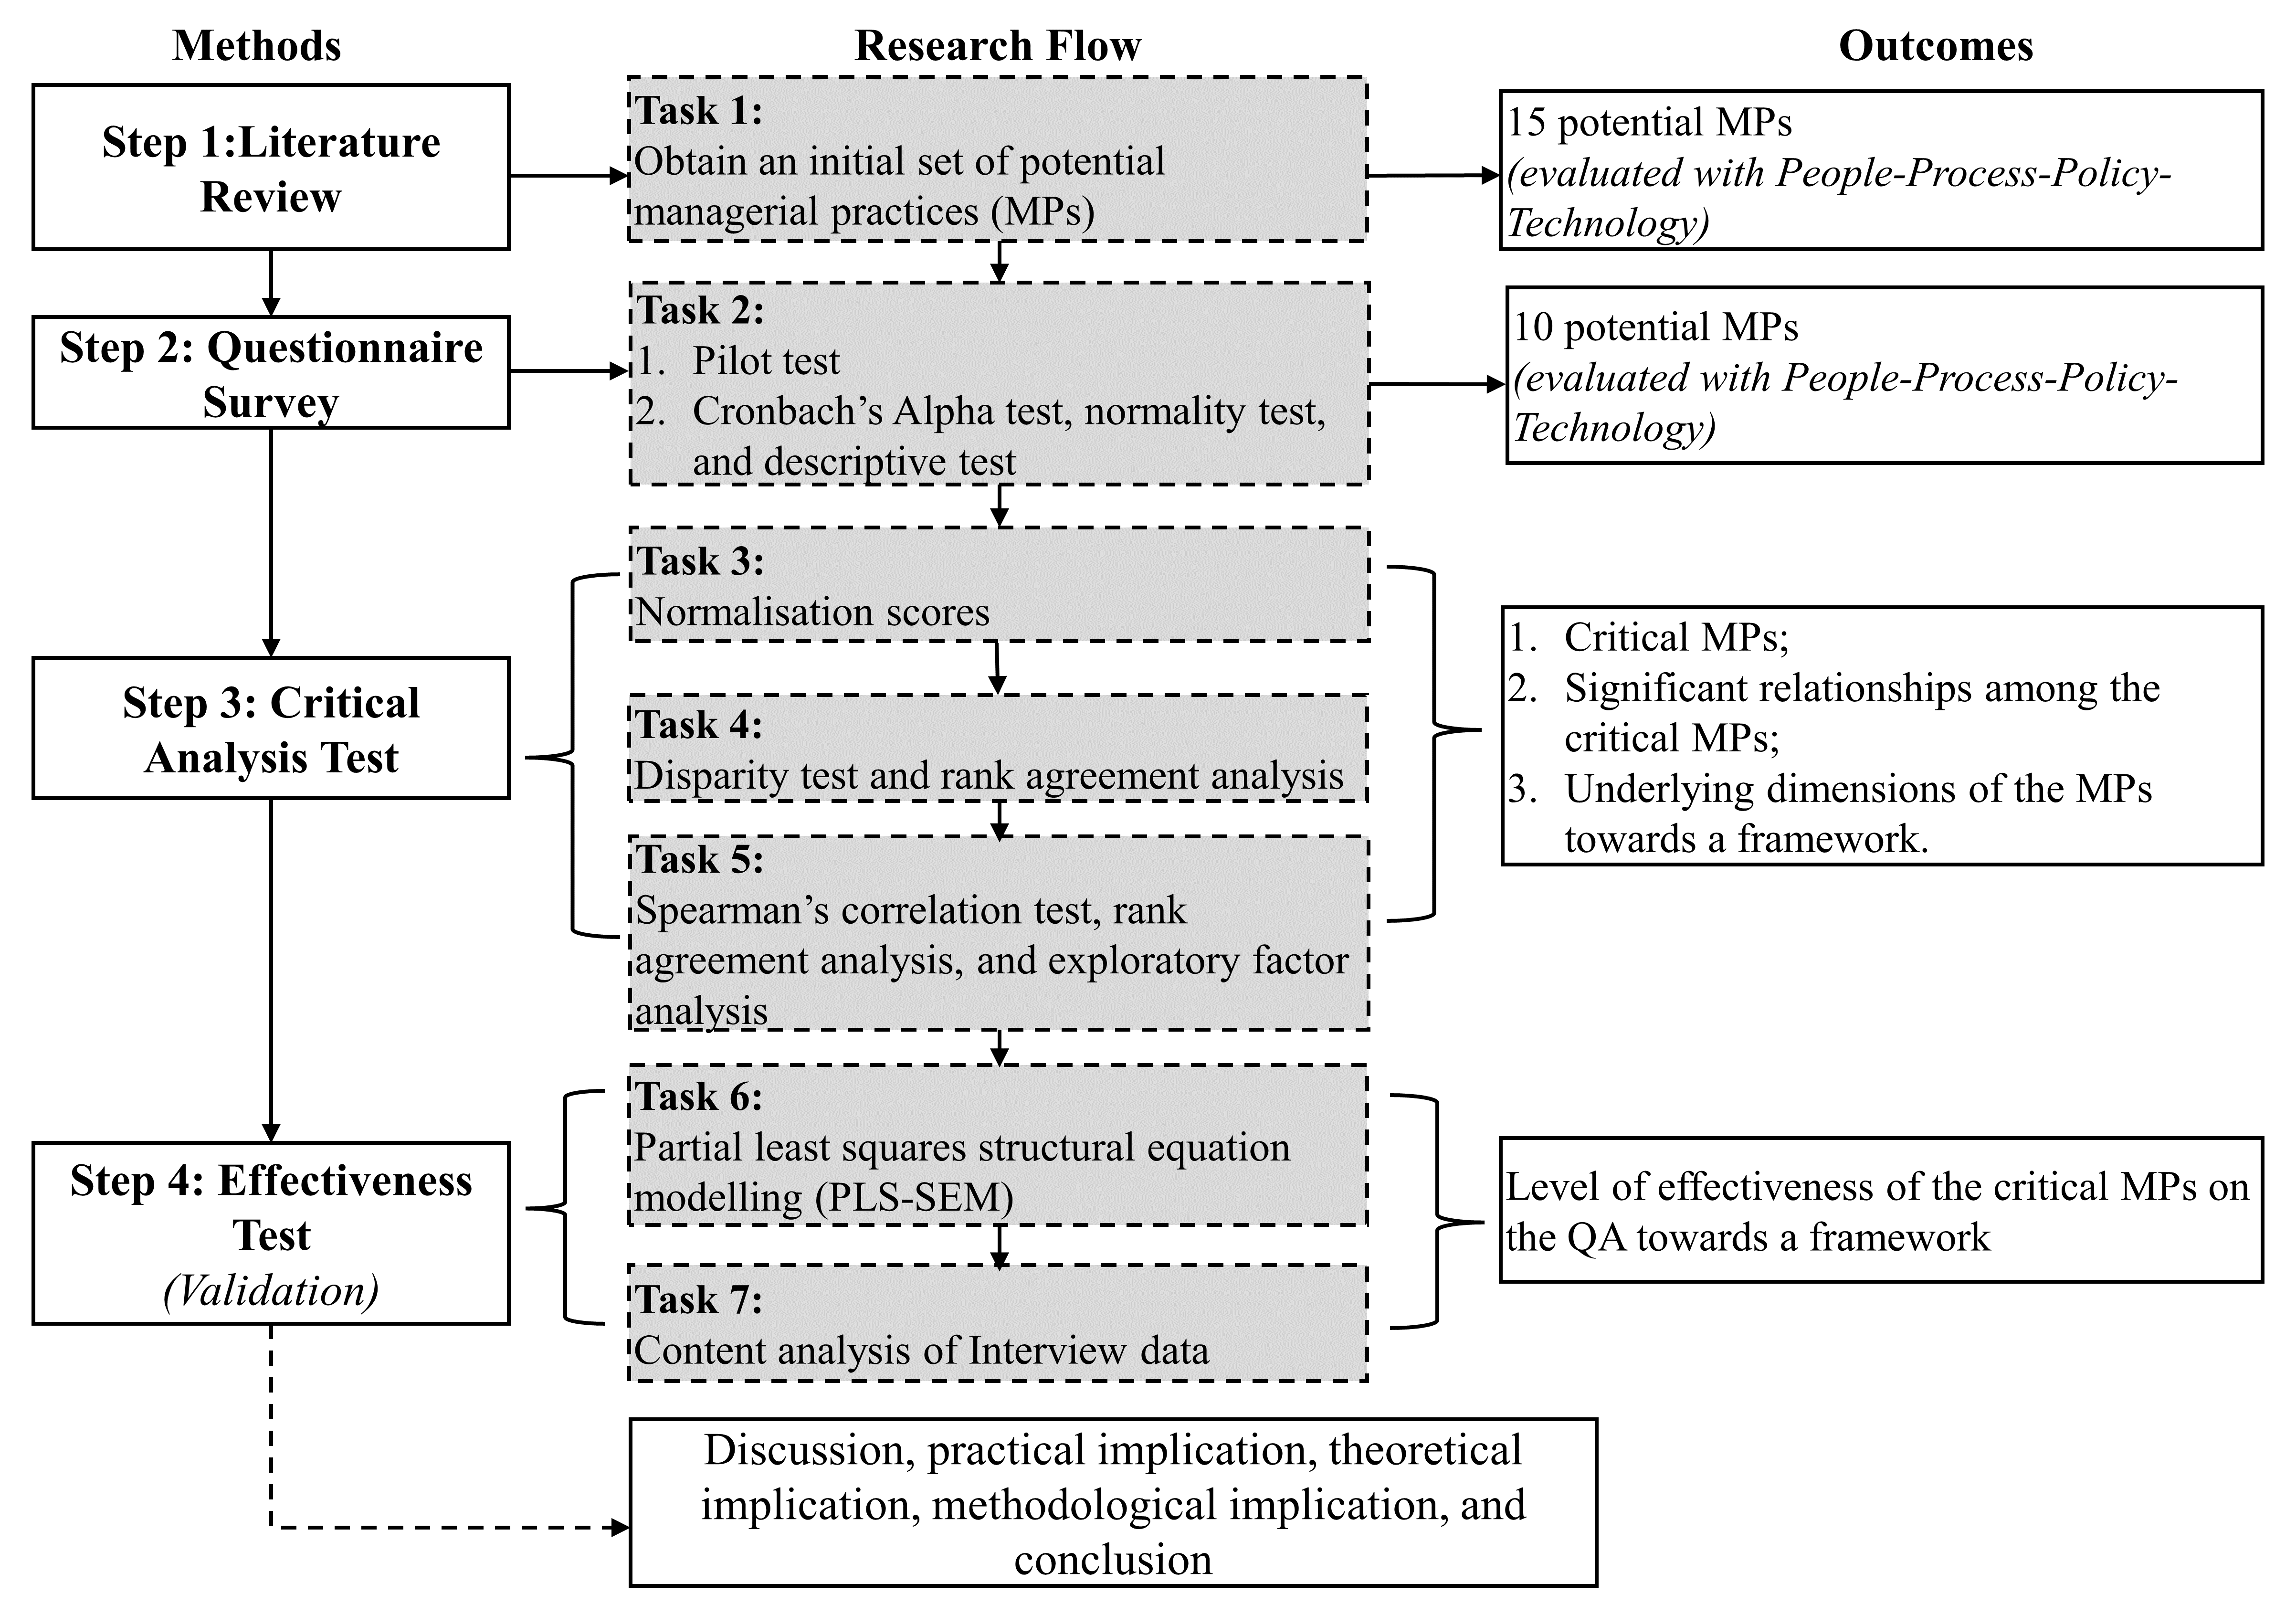 Methods
Research Flow
Outcomes
Step 1:Literature
Review
Task 1:
Obtain an initial set of potential
managerial practices (MPs)
15 potential MPs
(evaluated with People-Process-Policy-
Technology)
Step 2: Questionnaire
Survey
Task 2:
1. Pilot test
2. Cronbach’s Alpha test, normality test,
and descriptive test
10 potential MPs
(evaluated with People-Process-Policy-
Technology)
Step 3: Critical
Analysis Test
Task 3:
Normalisation scores
Task 4:
Disparity test and rank agreement analysis
Task 5:
Spearman’s correlation test, rank
agreement analysis, and exploratory factor
analysis
1. Critical MPs;
2. Significant relationships among the
critical MPs;
3. Underlying dimensions of the MPs
towards a framework.
Step 4: Effectiveness
Test
(Validation)
Task 6:
Partial least squares structural equation
modelling (PLS-SEM)
Task 7:
Content analysis of Interview data
Level of effectiveness of the critical MPs on
the QA towards a framework
Discussion, practical implication, theoretical
implication, methodological implication, and
conclusion